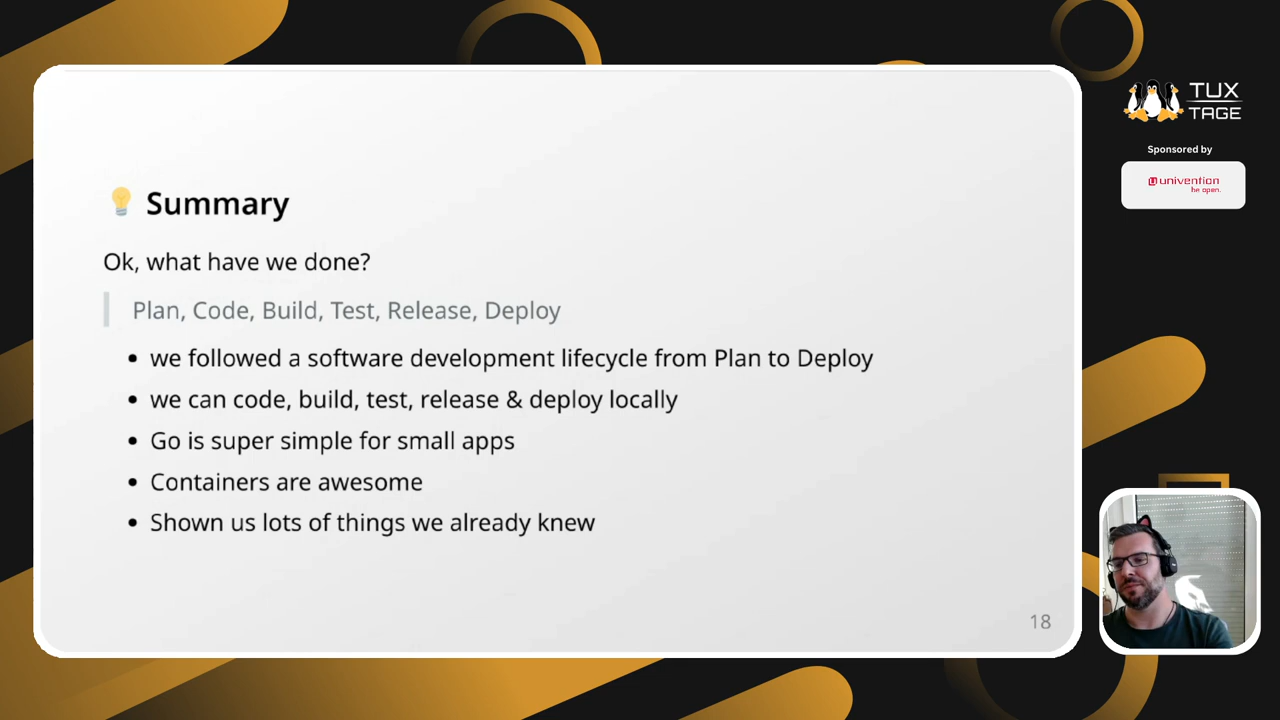 TUX
TAGE
Sponsored by
univention
be open.
Summary
Ok, what have we done?
Plan, Code, Build, Test, Release, Deploy
• we followed a software development lifecycle from Plan to Deploy
• we can code, build, test, release & deploy locally
• Go is super simple for small apps
• Containers are awesome
• Shown us lots of things we already knew
18